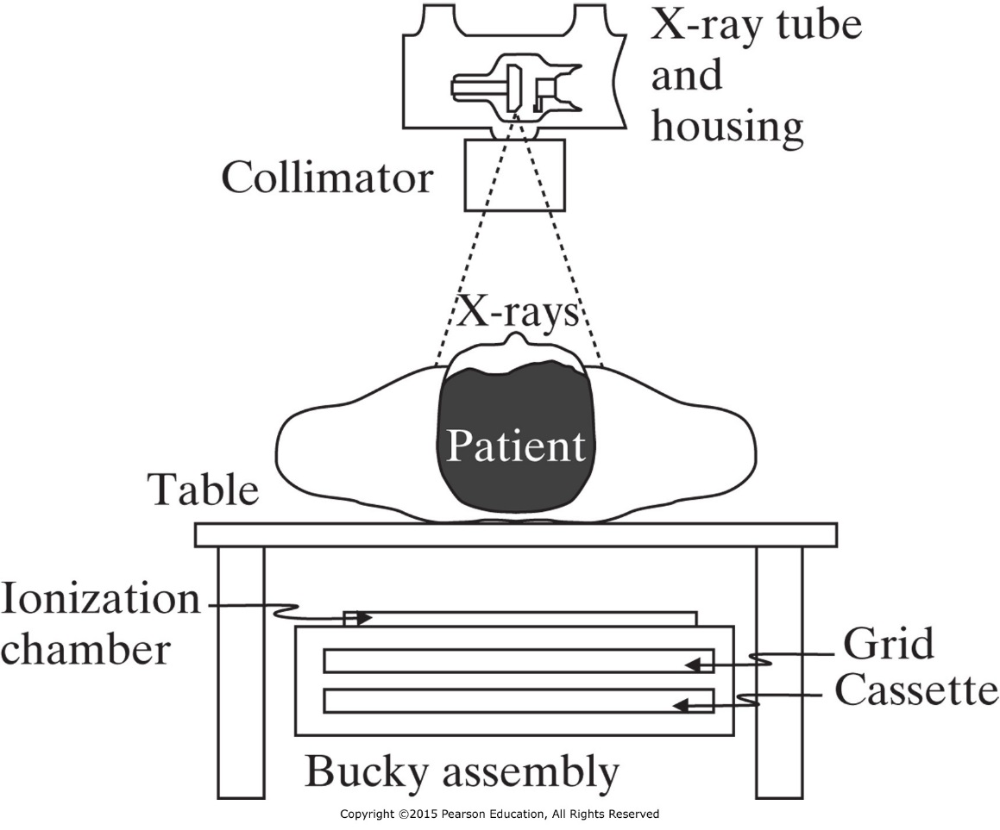 X-ray tube
and
housing
Collimator
X-rays
Patient
Table
Ionization
chamber
Grid
Cassette
Bucky assembly
Copyright ©2015 Pearson Education, All Rights Reserved